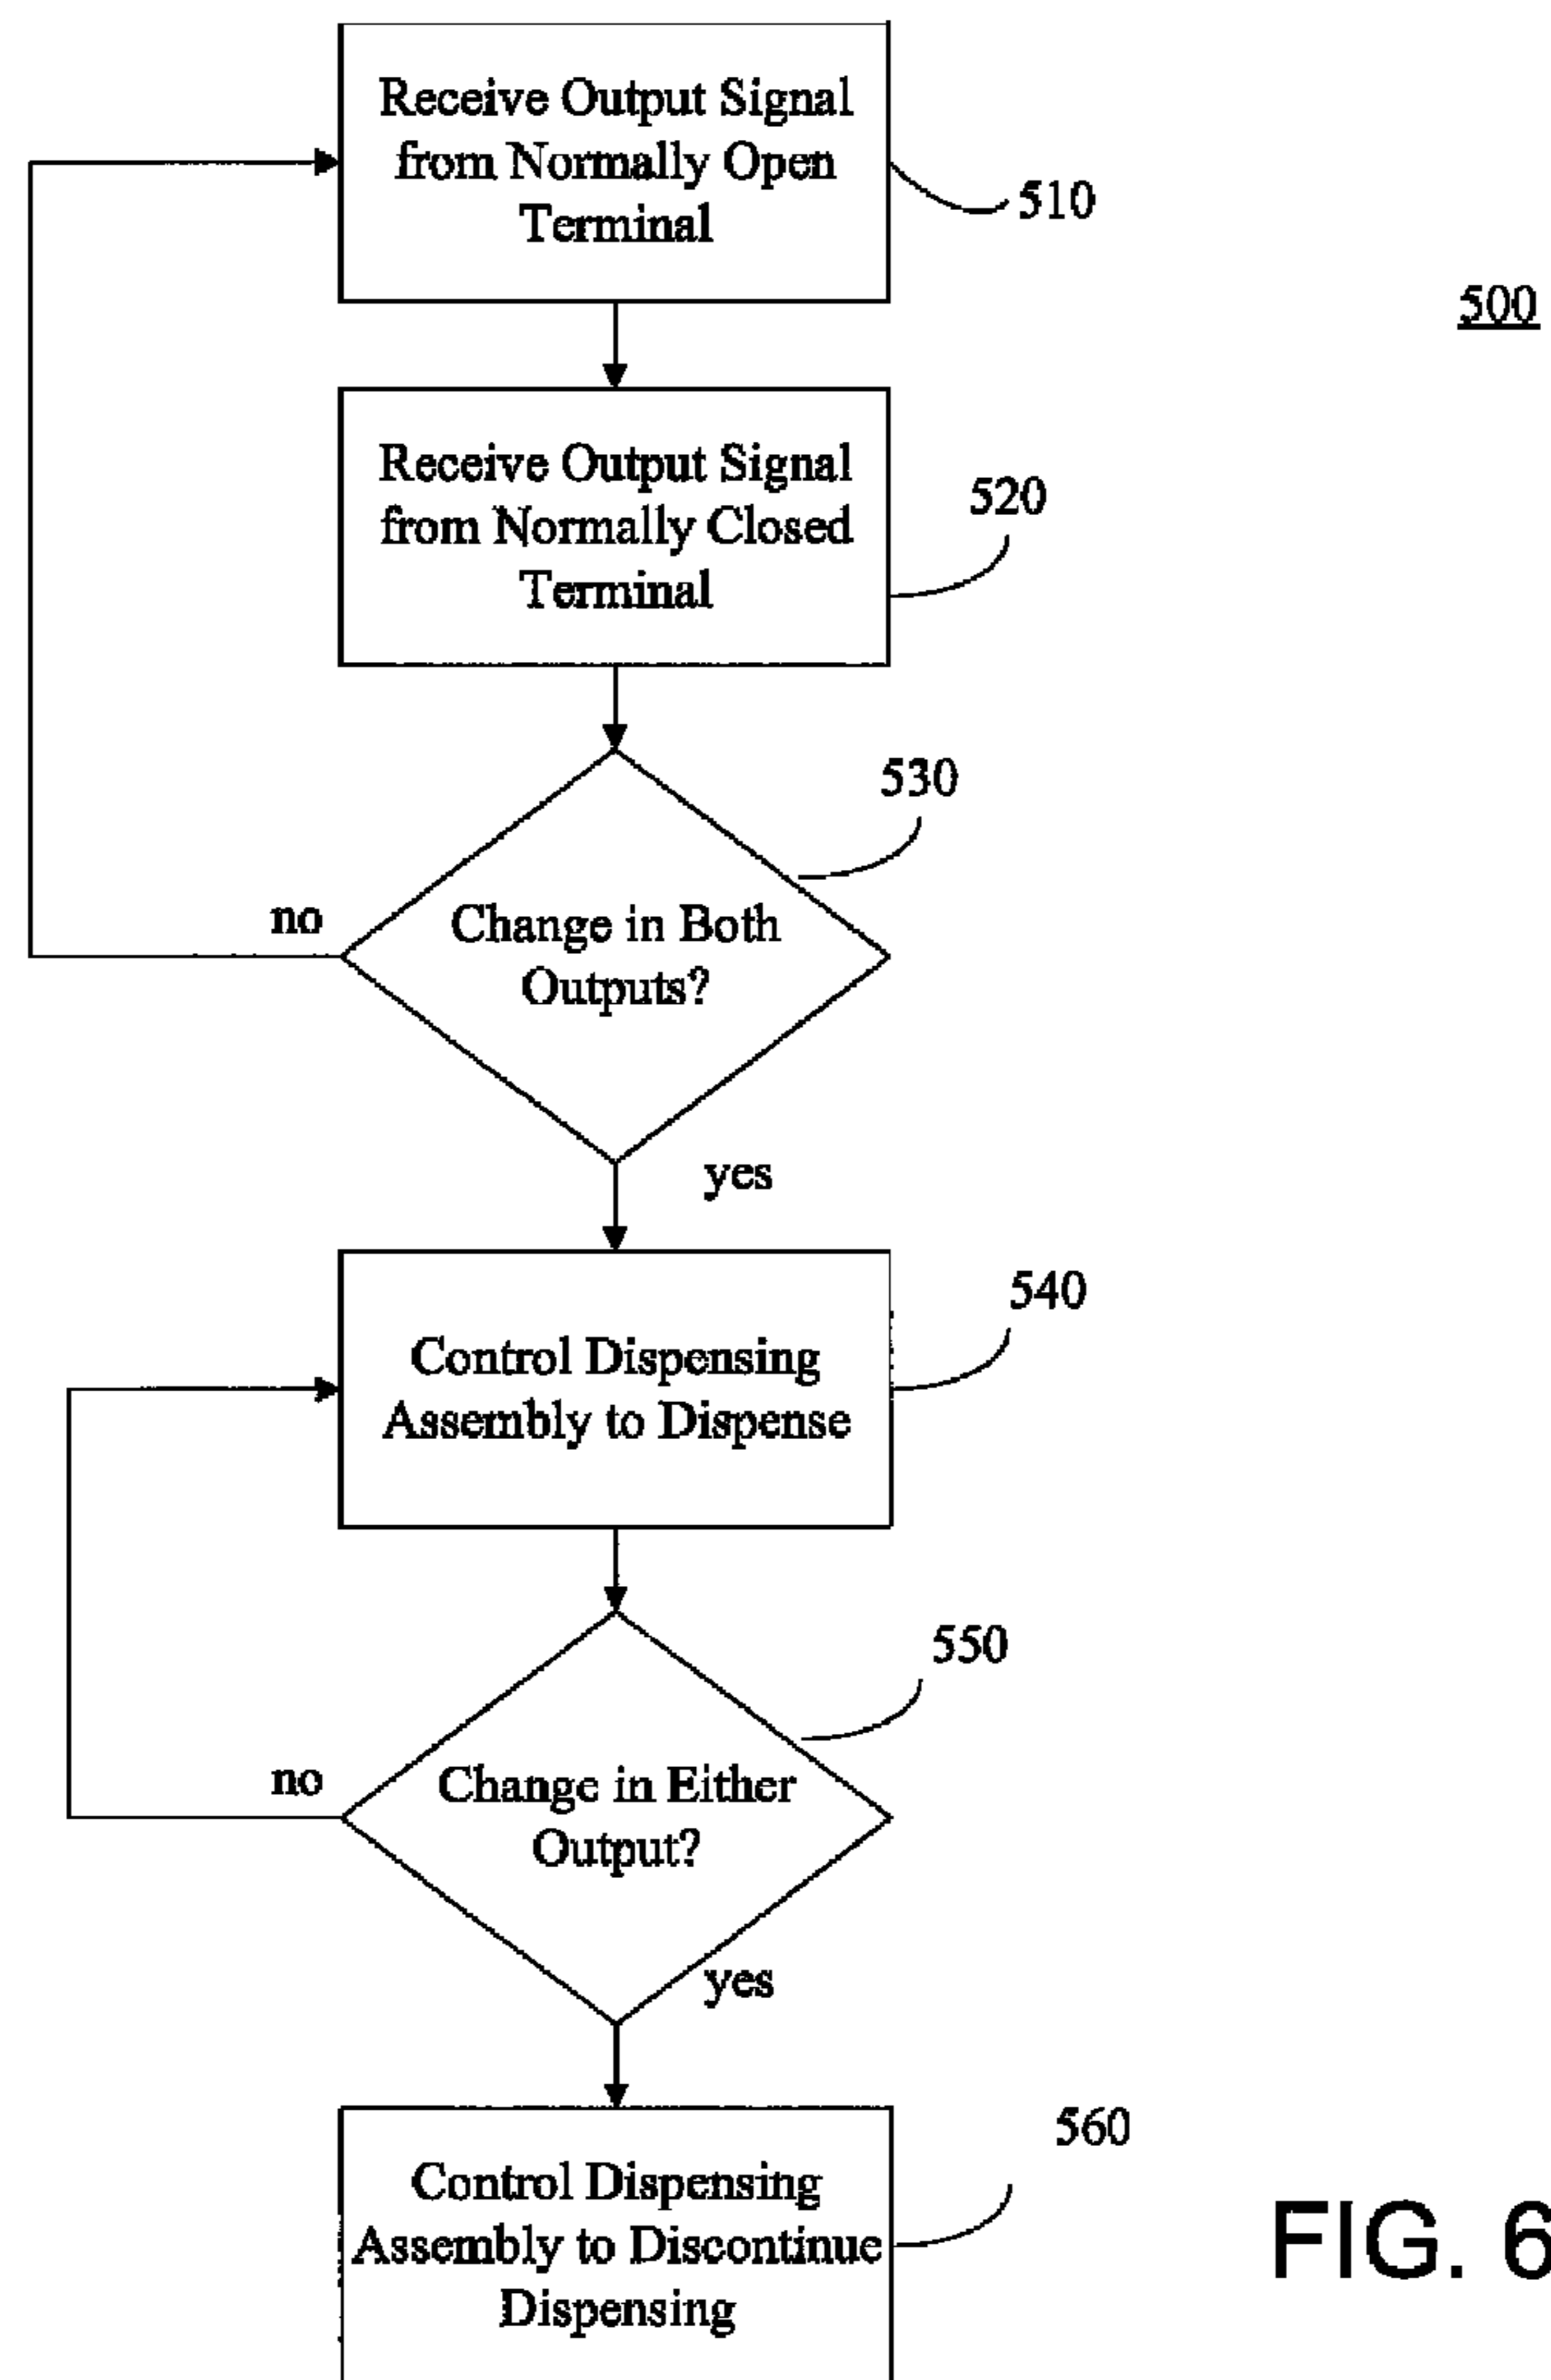 Receive Output Signal
from Normally Open
Terminal
510
500
Receive Output Signal
from Normally Closed
Terminal
520
530
Change in Both
Outputs?
no
yes
540
Control Dispensing
Assembly to Dispense
550
Change in Either
Output?
no
yes
560
Control Dispensing
Assembly to Discontinue
Dispensing
FIG. 6